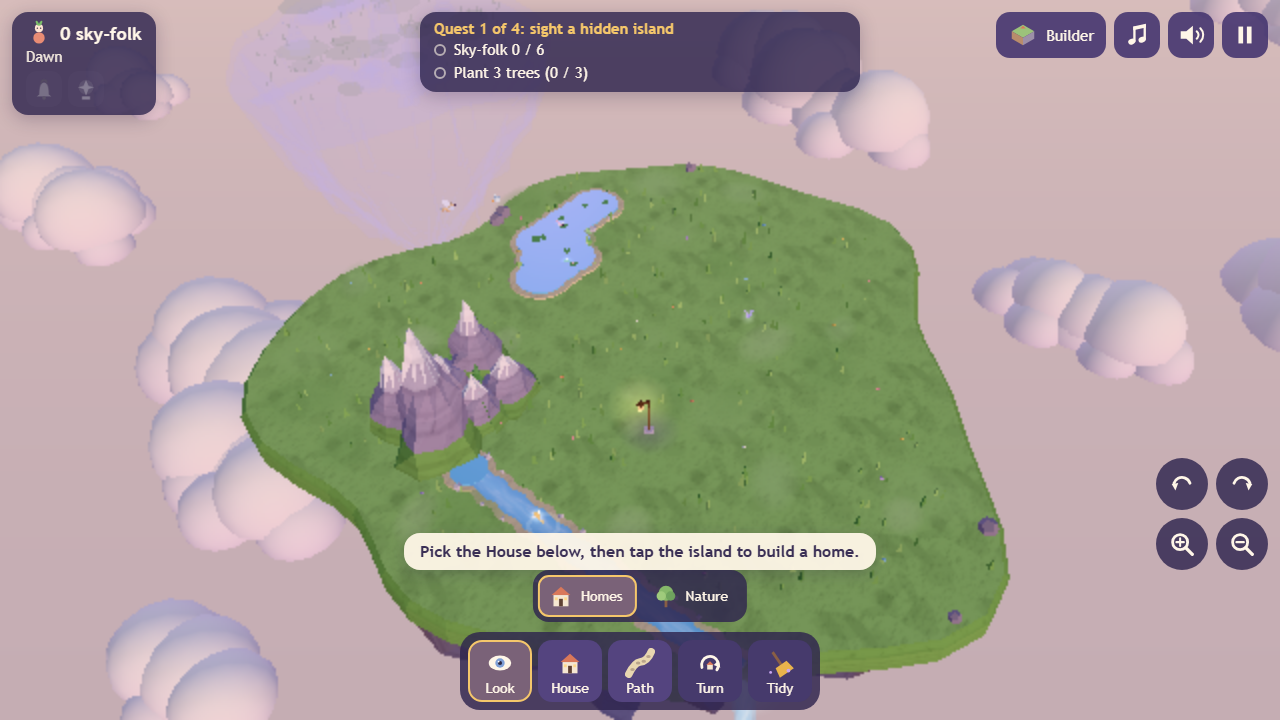 0 sky-folk
Dawn
Quest 1 of 4: sight a hidden island
Sky-folk 0 / 6
Plant 3 trees (0 / 3)
Builder
Pick the House below, then tap the island to build a home.
Homes
Nature
Look
House
Path
Turn
Tidy